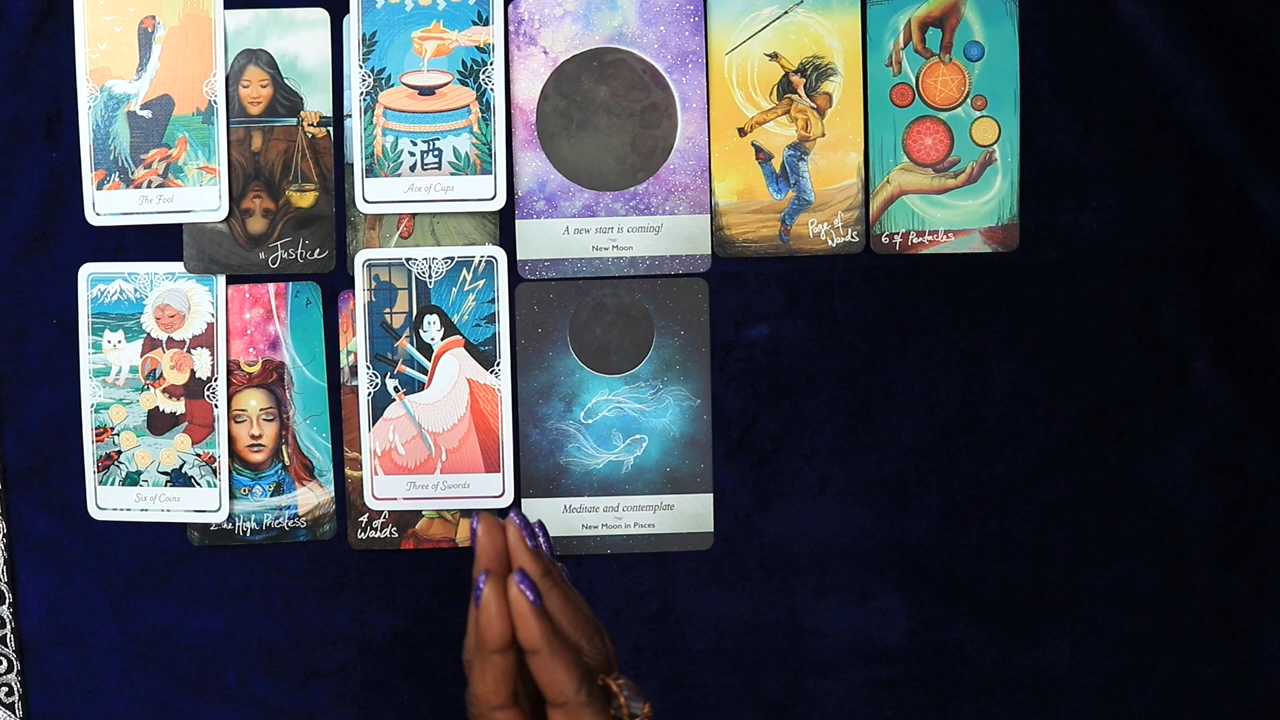 The Fool
11 Justice
酒
Ace of Cups
A new start is coming!
New Moon
Page of
Wands
6 of Pentacles
Six of Coins
2 The High Priestess
4 of
Wands
Three of Swords
Meditate and contemplate
New Moon in Pisces